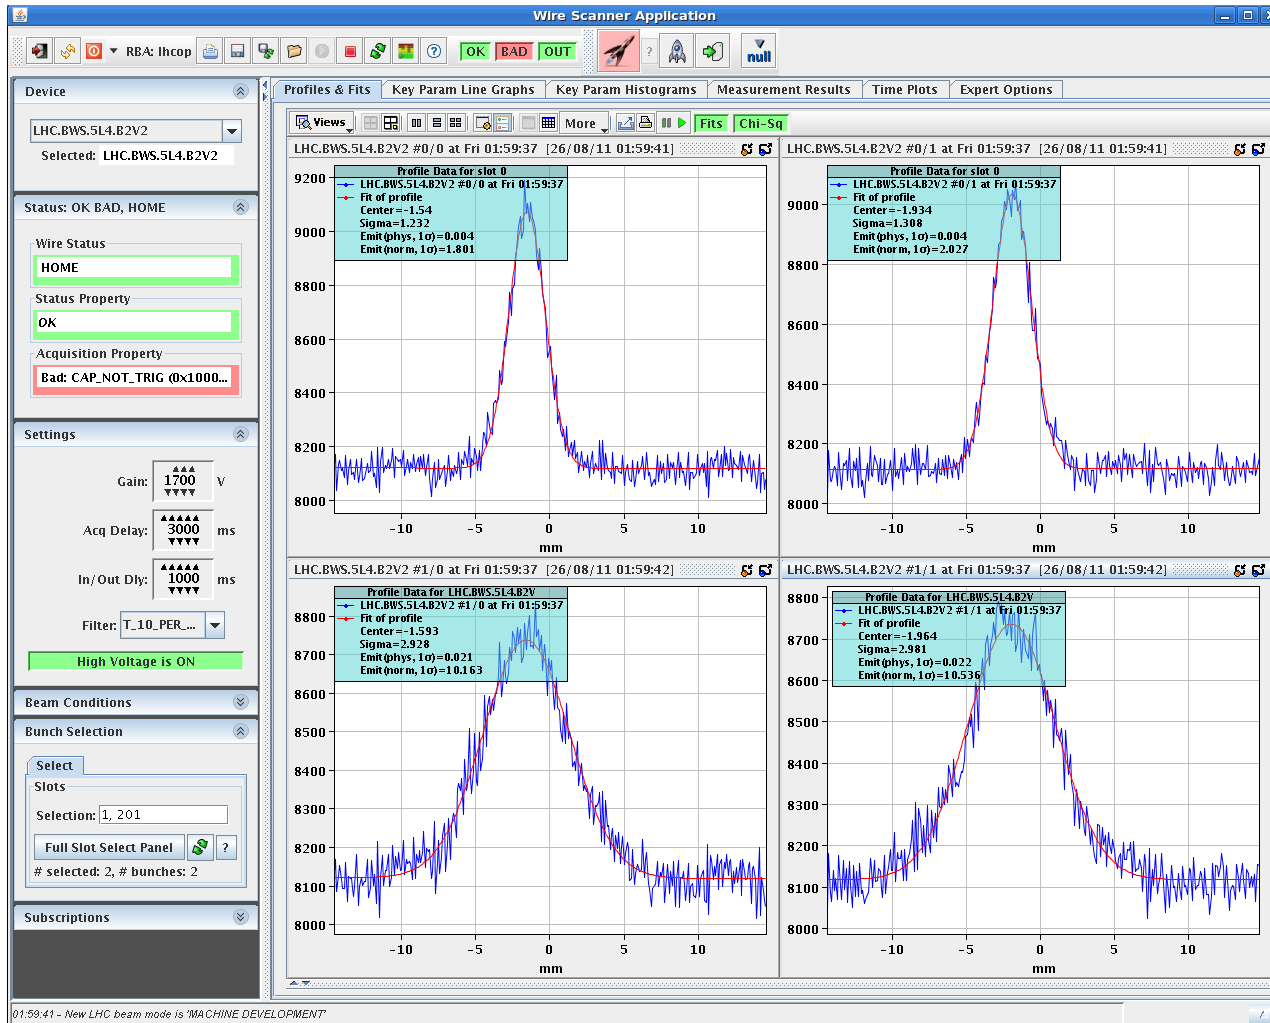 Wire Scanner Application
RBA: lhcop
OK BAD OUT
?
null
Device
LHC.BWS.5L4.B2V2
Selected: LHC.BWS.5L4.B2V2
Status: OK BAD, HOME
Wire Status
HOME
Status Property
OK
Acquisition Property
Bad: CAP_NOT_TRIG (0x1000...
Settings
Gain: 1700 V
Acq Delay: 3000 ms
In/Out Dly: 1000 ms
Filter: T_10_PER_...
High Voltage is ON
Beam Conditions
Bunch Selection
Select
Slots
Selection: 1, 201
Full Slot Select Panel ?
# selected: 2, # bunches: 2
Subscriptions
Profiles & Fits Key Param Line Graphs Key Param Histograms Measurement Results Time Plots Expert Options
Views More Fits Chi-Sq
LHC.BWS.5L4.B2V2 #0/0 at Fri 01:59:37 [26/08/11 01:59:41]
Profile Data for slot 0
LHC.BWS.5L4.B2V2 #0/0 at Fri 01:59:37
Fit of profile
Center=-1.54
Sigma=1.232
Emit(phys, 1σ)=0.004
Emit(norm, 1σ)=1.801
9200
9000
8800
8600
8400
8200
8000
-10 -5 0 5 10
mm
LHC.BWS.5L4.B2V2 #0/1 at Fri 01:59:37 [26/08/11 01:59:41]
Profile Data for slot 0
LHC.BWS.5L4.B2V2 #0/1 at Fri 01:59:37
Fit of profile
Center=-1.934
Sigma=1.308
Emit(phys, 1σ)=0.004
Emit(norm, 1σ)=2.027
9000
8800
8600
8400
8200
8000
-10 -5 0 5 10
mm
LHC.BWS.5L4.B2V2 #1/0 at Fri 01:59:37 [26/08/11 01:59:42]
Profile Data for LHC.BWS.5L4.B2V
LHC.BWS.5L4.B2V2 #1/0 at Fri 01:59:37
Fit of profile
Center=-1.593
Sigma=2.928
Emit(phys, 1σ)=0.021
Emit(norm, 1σ)=10.163
8800
8700
8600
8500
8400
8300
8200
8100
8000
-10 -5 0 5 10
mm
LHC.BWS.5L4.B2V2 #1/1 at Fri 01:59:37 [26/08/11 01:59:42]
Profile Data for LHC.BWS.5L4.B2V
LHC.BWS.5L4.B2V2 #1/1 at Fri 01:59:37
Fit of profile
Center=-1.964
Sigma=2.981
Emit(phys, 1σ)=0.022
Emit(norm, 1σ)=10.536
8800
8700
8600
8500
8400
8300
8200
8100
8000
-10 -5 0 5 10
mm
01:59:41 - New LHC beam mode is 'MACHINE DEVELOPMENT'